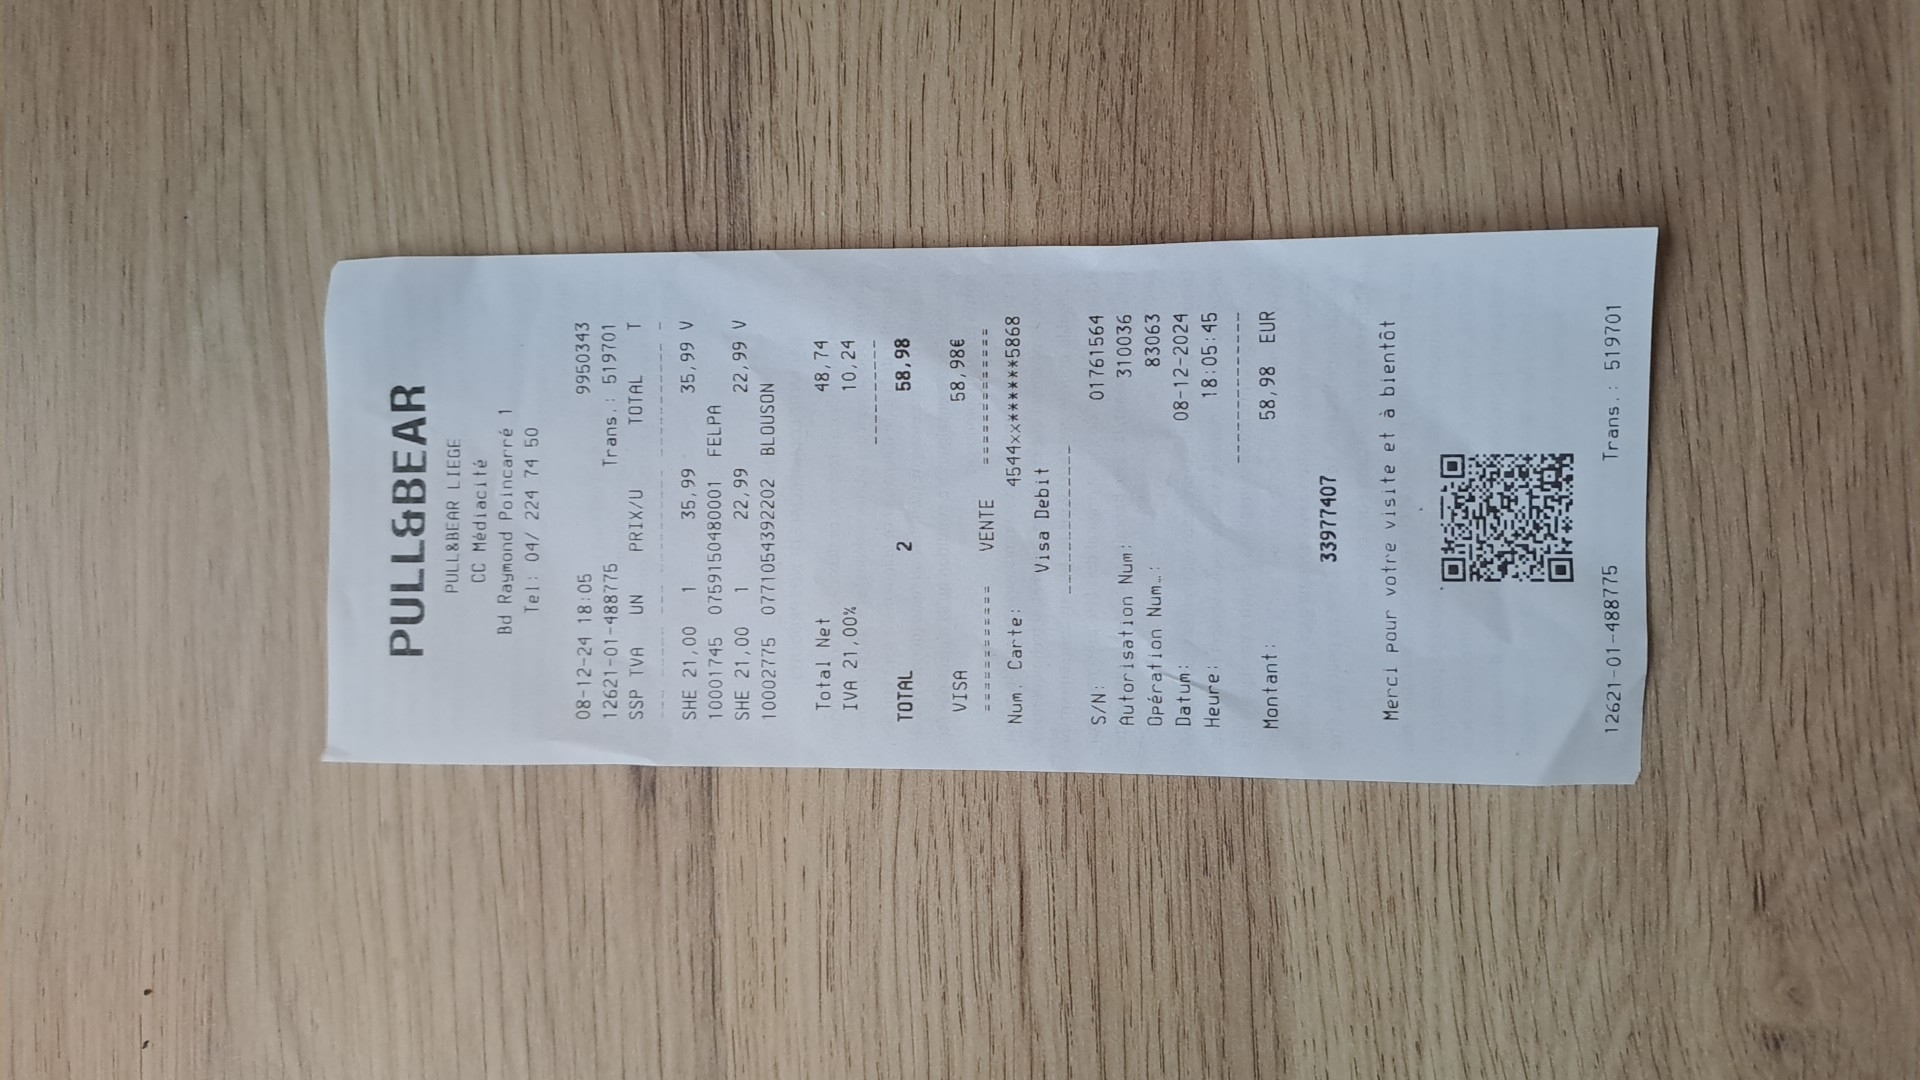 PULL&BEAR
PULL&BEAR LIEGE
CC Médiacité
Bd Raymond Poincarré 1
Tel: 04/ 224 74 50
08-12-24 18:05 9950343
12621-01-488775 Trans.: 519701
SSP TVA UN PRIX/U TOTAL T
SHE 21,00 1 35,99 35,99 V
10001745 07591504800​01 FELPA
SHE 21,00 1 22,99 22,99 V
10002775 0771054392202 BLOUSON
Total Net 48,74
IVA 21,00% 10,24
TOTAL 2 58,98
VISA 58,98€
========== VENTE ===========
Num. Carte: 4544xx*******5868
Visa Debit
S/N: 01761564
Autorisation Num: 310036
Opération Num…: 83063
Datum: 08-12-2024
Heure: 18:05:45
Montant: 58,98 EUR
33977407
Merci pour votre visite et à bientôt
12621-01-488775 Trans.: 519701